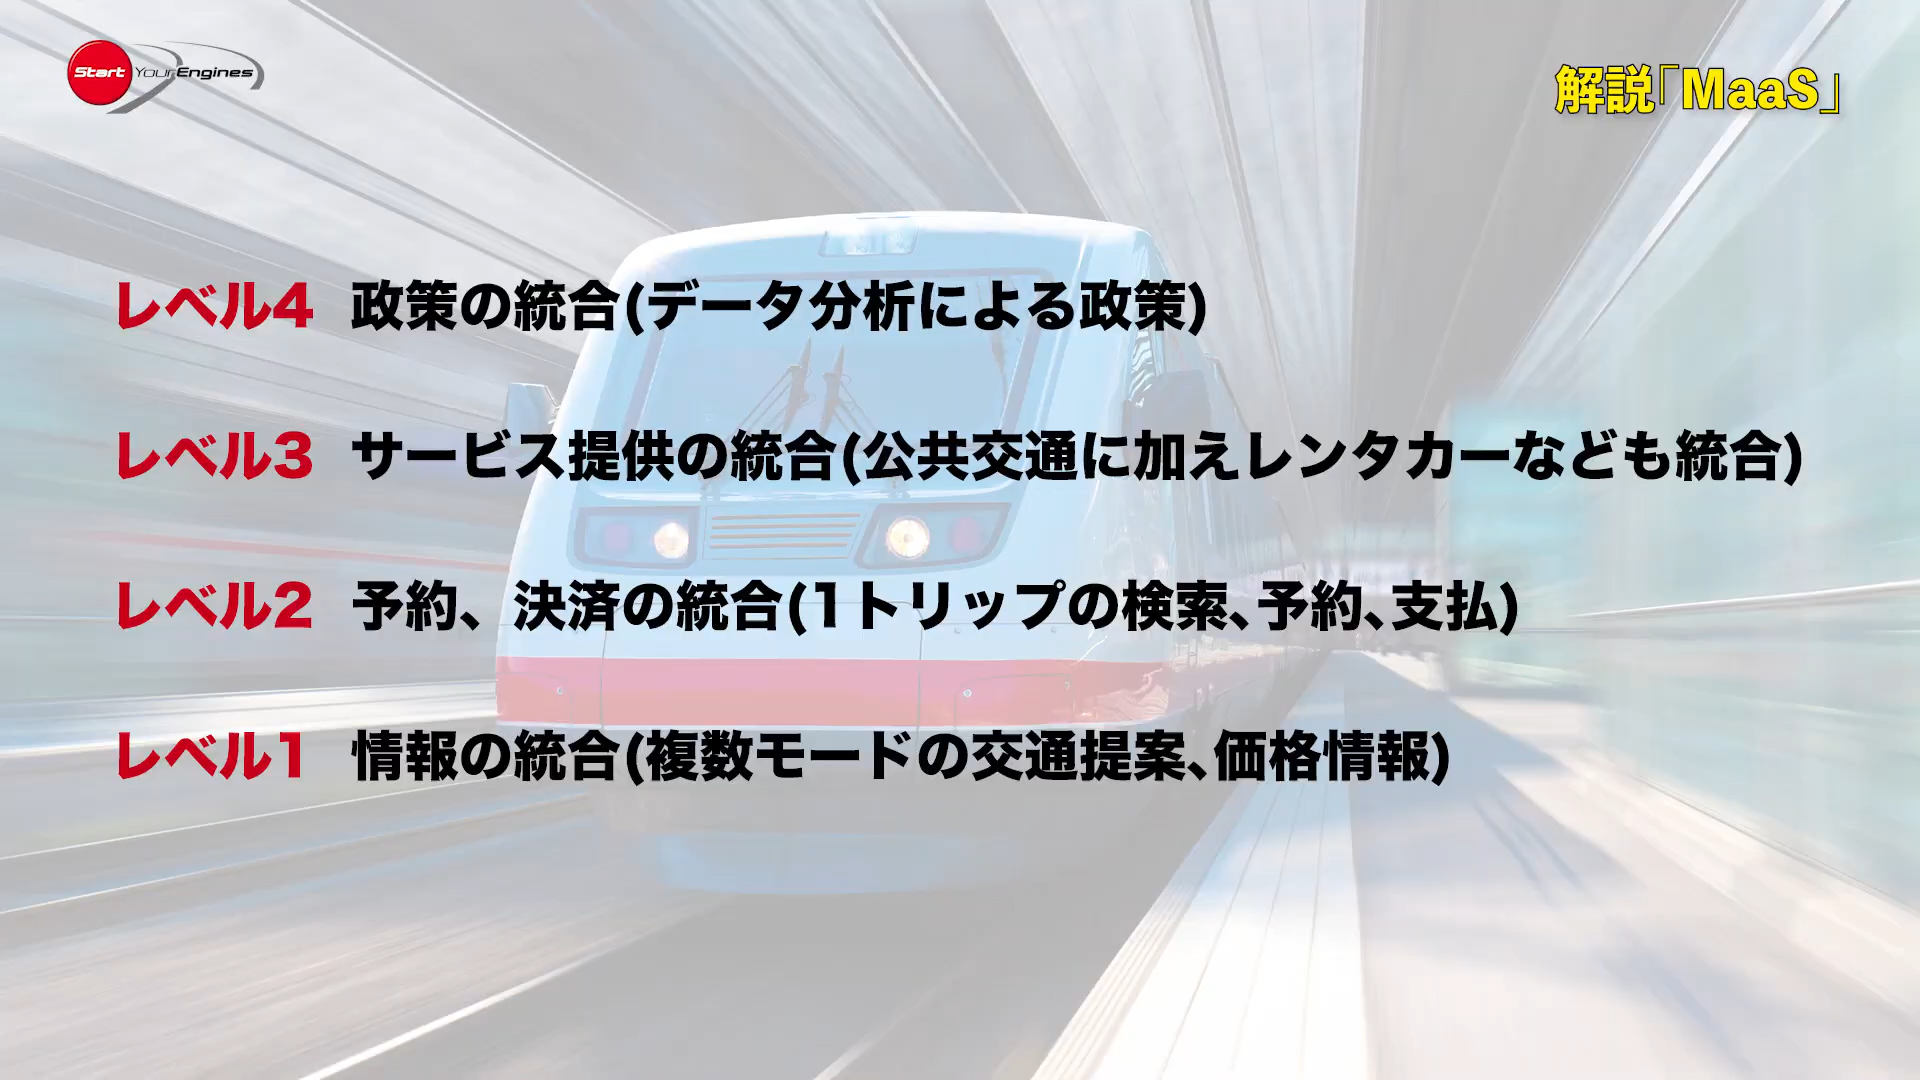 Start YourEngines
解説「MaaS」
レベル4 政策の統合(データ分析による政策)
レベル3 サービス提供の統合(公共交通に加えレンタカーなども統合)
レベル2 予約、決済の統合(1トリップの検索、予約、支払)
レベル1 情報の統合(複数モードの交通提案、価格情報)